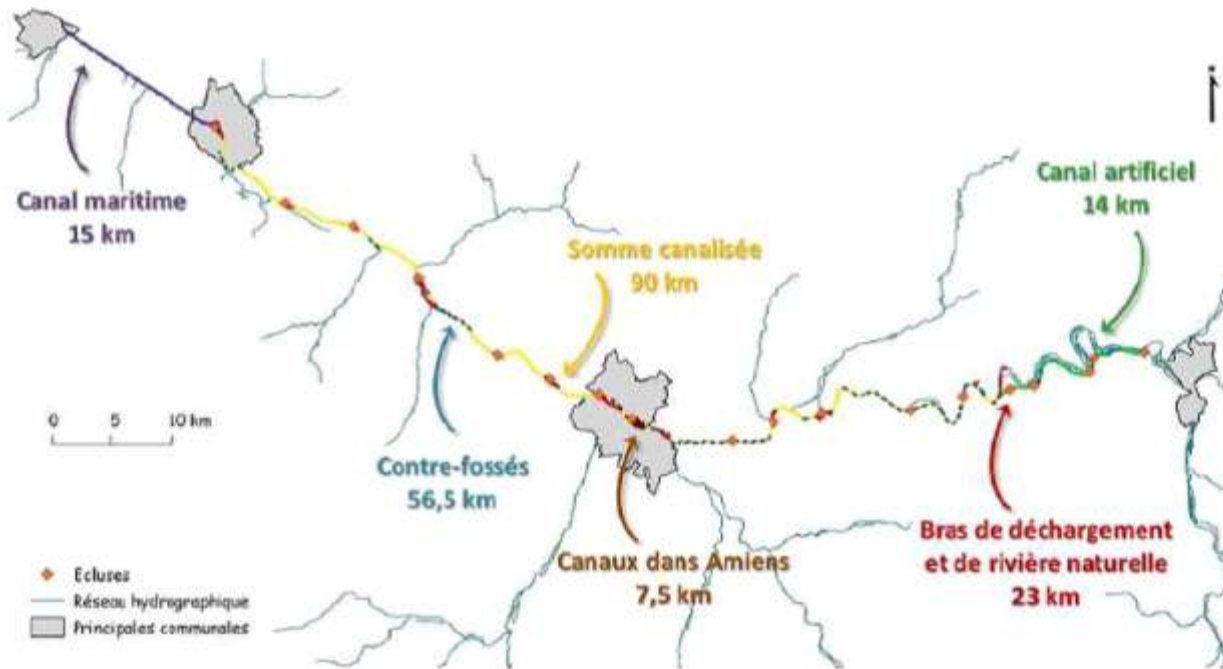 Canal maritime
15 km
Canal artificiel
14 km
Somme canalisée
90 km
Contre-fossés
56,5 km
Canaux dans Amiens
7,5 km
Bras de déchargement
et de rivière naturelle
23 km
0 5 10 km
Ecluses
Réseau hydrographique
Principales communales